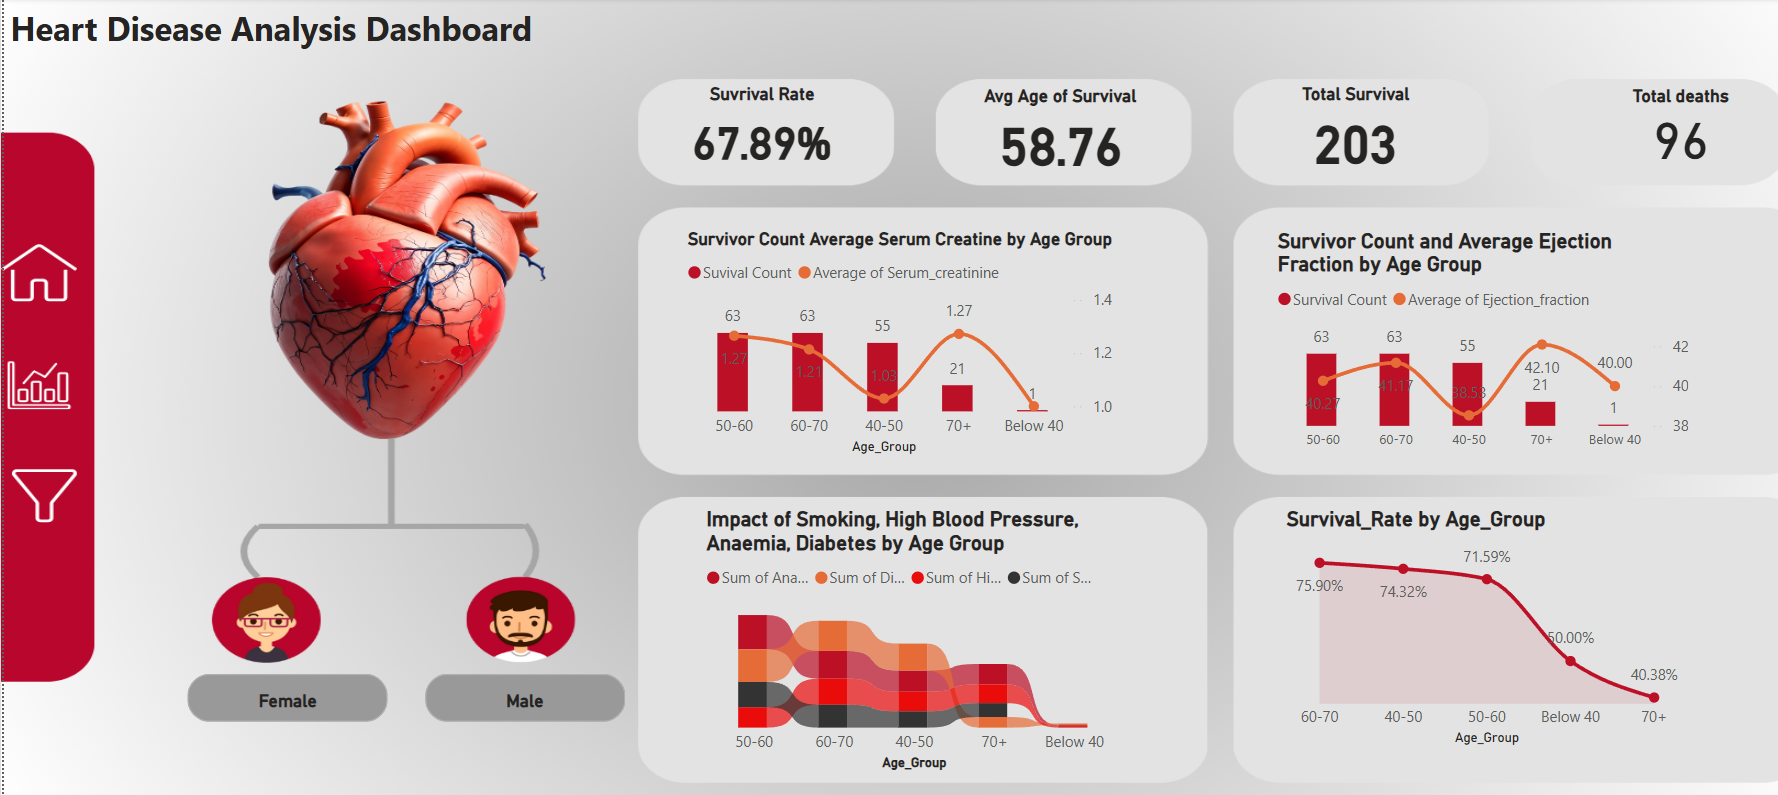 Heart Disease Analysis Dashboard
Suvrival Rate
67.89%
Avg Age of Survival
58.76
Total Survival
203
Total deaths
96
Survivor Count Average Serum Creatine by Age Group
Suvival Count Average of Serum_creatinine
63 63 55 1.27 21 1
1.27 1.21 1.03
1.4
1.2
1.0
50-60 60-70 40-50 70+ Below 40
Age_Group
Survivor Count and Average Ejection
Fraction by Age Group
Survival Count Average of Ejection_fraction
63 63 55 42.10 21 40.00 1
40.27 41.17 38.53
42
40
38
50-60 60-70 40-50 70+ Below 40
Impact of Smoking, High Blood Pressure,
Anaemia, Diabetes by Age Group
Sum of Ana... Sum of Di... Sum of Hi... Sum of S...
50-60 60-70 40-50 70+ Below 40
Age_Group
Survival_Rate by Age_Group
75.90% 74.32% 71.59% 50.00% 40.38%
60-70 40-50 50-60 Below 40 70+
Age_Group
Female
Male